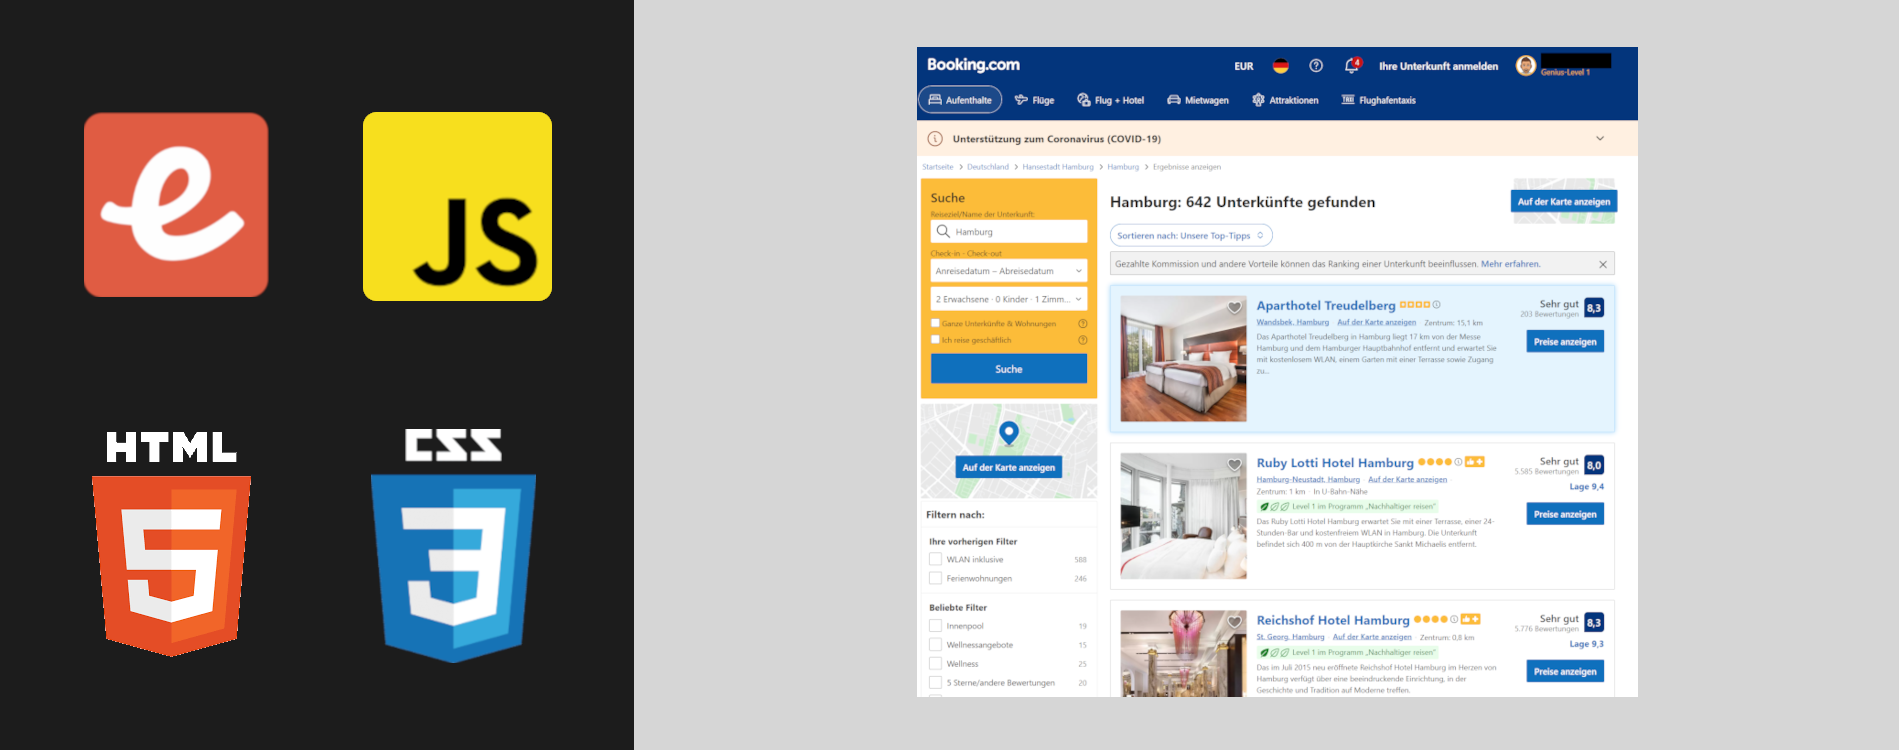 e
JS
HTML
5
CSS
3
Booking.com
EUR
4
Ihre Unterkunft anmelden
Genius-Level 1
Aufenthalte
Flüge
Flug + Hotel
Mietwagen
Attraktionen
TAXI
Flughafentaxis
Unterstützung zum Coronavirus (COVID-19)
Startseite > Deutschland > Hansestadt Hamburg > Hamburg > Ergebnisse anzeigen
Suche
Reiseziel/Name der Unterkunft:
Hamburg
Check-in - Check-out
Anreisedatum – Abreisedatum
2 Erwachsene · 0 Kinder · 1 Zimm...
Ganze Unterkünfte & Wohnungen
Ich reise geschäftlich
Suche
Auf der Karte anzeigen
Filtern nach:
Ihre vorherigen Filter
WLAN inklusive 588
Ferienwohnungen 246
Beliebte Filter
Innenpool 19
Wellnessangebote 15
Wellness 25
5 Sterne/andere Bewertungen 20
Hamburg: 642 Unterkünfte gefunden
Auf der Karte anzeigen
Sortieren nach: Unsere Top-Tipps
Gezahlte Kommission und andere Vorteile können das Ranking einer Unterkunft beeinflussen. Mehr erfahren.
Aparthotel Treudelberg
Wandsbek, Hamburg · Auf der Karte anzeigen · Zentrum: 15,1 km
Das Aparthotel Treudelberg in Hamburg liegt 17 km von der Messe
Hamburg und dem Hamburger Hauptbahnhof entfernt und erwartet Sie
mit kostenlosem WLAN, einem Garten mit einer Terrasse sowie Zugang
zu...
Sehr gut 8,3
203 Bewertungen
Preise anzeigen
Ruby Lotti Hotel Hamburg
Hamburg-Neustadt, Hamburg · Auf der Karte anzeigen ·
Zentrum: 1 km · In U-Bahn-Nähe
Level 1 im Programm „Nachhaltiger reisen“
Das Ruby Lotti Hotel Hamburg erwartet Sie mit einer Terrasse, einer 24-
Stunden-Bar und kostenfreiem WLAN in Hamburg. Die Unterkunft
befindet sich 400 m von der Hauptkirche Sankt Michaelis entfernt.
Sehr gut 8,0
5.585 Bewertungen
Lage 9,4
Preise anzeigen
Reichshof Hotel Hamburg
St. Georg, Hamburg · Auf der Karte anzeigen · Zentrum: 0,8 km
Level 1 im Programm „Nachhaltiger reisen“
Das im Juli 2015 neu eröffnete Reichshof Hotel Hamburg im Herzen von
Hamburg verfügt über eine beeindruckende Einrichtung, in der
Geschichte und Tradition auf Moderne treffen.
Sehr gut 8,3
5.776 Bewertungen
Lage 9,3
Preise anzeigen